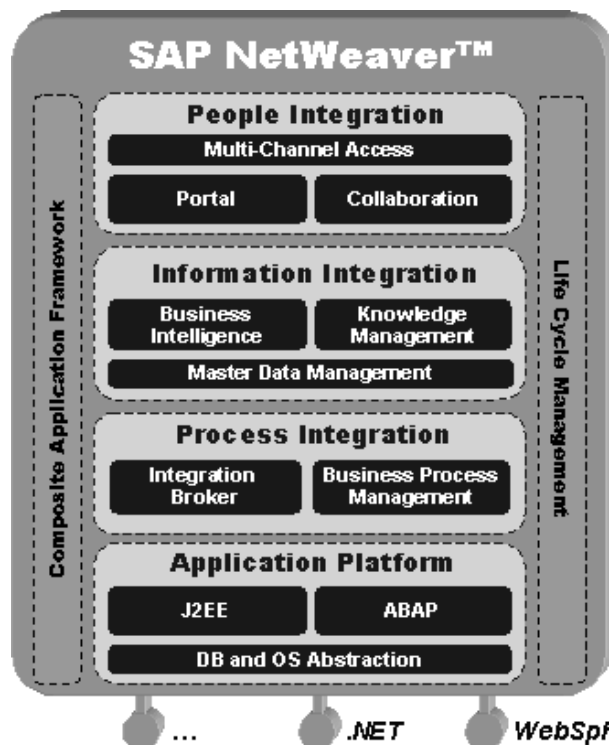 SAP NetWeaver™
People Integration
Multi-Channel Access
Portal
Collaboration
Information Integration
Business
Intelligence
Knowledge
Management
Master Data Management
Process Integration
Integration
Broker
Business Process
Management
Application Platform
J2EE
ABAP
DB and OS Abstraction
Composite Application Framework
Life Cycle Management
...
.NET